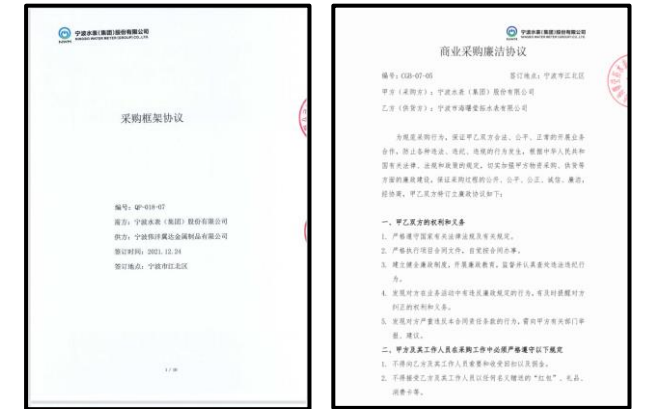 宁波水表(集团)股份有限公司
采购框架协议
编号：QP-018-07
需方：宁波水表（集团）股份有限公司
供方：宁波强洋翼达金属制品有限公司
签订时间：2021.12.24
签订地点：宁波市江北区
1 / 10
宁波水表(集团)股份有限公司
商业采购廉洁协议
编号：CGB-07-05 签订地点：宁波市江北区
甲方（采购方）：宁波水表（集团）股份有限公司
乙方（供货方）：宁波市海曙壹拓水表有限公司
为规范采购行为，保证甲乙双方合法、公平、正常的开展业务
合作，防止各种违法、违纪、违规的行为发生，根据中华人民共和
国有关法律、法规和政策的规定，切实加强甲方物资采购、供货等
方面的廉政建设，保证采购过程的公开、公平、公正、诚信、廉洁，
经协商，甲乙双方特订立廉政协议如下：
一、甲乙双方的权利和义务
1. 严格遵守国家有关法律法规及有关规定。
2. 严格执行项目合同文件，自觉按合同办事。
3. 建立健全廉政制度，开展廉政教育，监督并认真查处违法违纪行
为。
4. 发现对方在业务活动中有违反廉政规定的行为，有及时提醒对方
纠正的权利和义务。
5. 发现对方严重违反本合同责任条款的行为，需向甲方有关部门举
报、建议。
二、甲方及其工作人员在采购工作中必须严格遵守以下规定
1. 不得向乙方及其工作人员索要和收受回扣以及佣金。
2. 不得接受乙方及其工作人员以任何名义赠送的“红包”、礼品、
消费卡等。